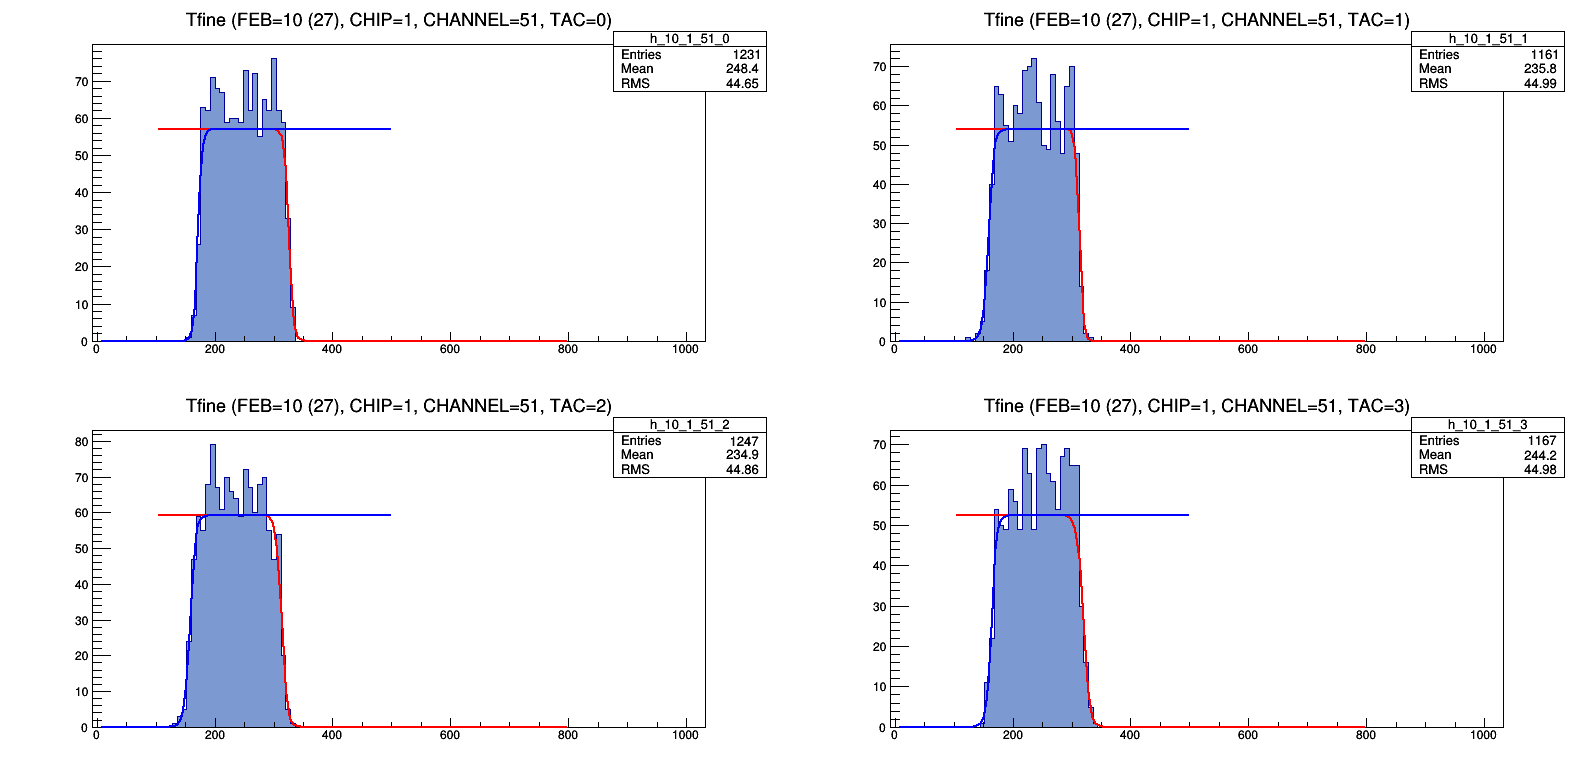 Tfine (FEB=10 (27), CHIP=1, CHANNEL=51, TAC=0)
h_10_1_51_0
Entries 1231
Mean 248.4
RMS 44.65
70
60
50
40
30
20
10
0
0 200 400 600 800 1000
Tfine (FEB=10 (27), CHIP=1, CHANNEL=51, TAC=1)
h_10_1_51_1
Entries 1161
Mean 235.8
RMS 44.99
70
60
50
40
30
20
10
0
0 200 400 600 800 1000
Tfine (FEB=10 (27), CHIP=1, CHANNEL=51, TAC=2)
h_10_1_51_2
Entries 1247
Mean 234.9
RMS 44.86
80
70
60
50
40
30
20
10
0
0 200 400 600 800 1000
Tfine (FEB=10 (27), CHIP=1, CHANNEL=51, TAC=3)
h_10_1_51_3
Entries 1167
Mean 244.2
RMS 44.98
70
60
50
40
30
20
10
0
0 200 400 600 800 1000